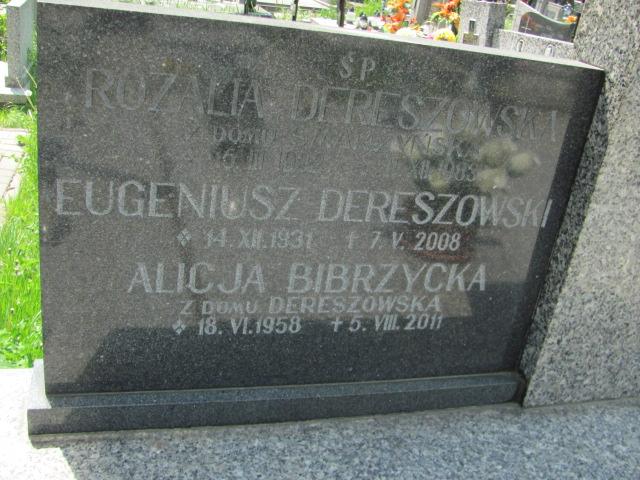 ŚP
ROZALIA DERESZOWSKA
Z DOMU
EUGENIUSZ DERESZOWSKI
14.XII.1931 + 7.V.2008
ALICJA BIBRZYCKA
Z DOMU DERESZOWSKA
18.VI.1958 + 5.VIII.2011